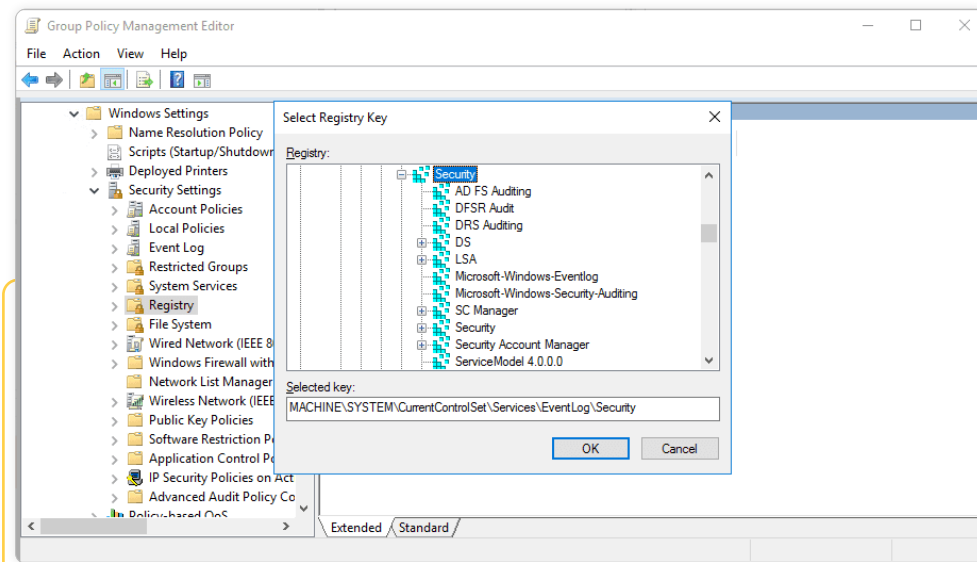 Group Policy Management Editor
File Action View Help
Windows Settings
Name Resolution Policy
Scripts (Startup/Shutdown
Deployed Printers
Security Settings
Account Policies
Local Policies
Event Log
Restricted Groups
System Services
Registry
File System
Wired Network (IEEE 8
Windows Firewall with
Network List Manager
Wireless Network (IEEE
Public Key Policies
Software Restriction P
Application Control Po
IP Security Policies on Act
Advanced Audit Policy Co
Policy-based QoS
Select Registry Key
Registry:
Security
AD FS Auditing
DFSR Audit
DRS Auditing
DS
LSA
Microsoft-Windows-Eventlog
Microsoft-Windows-Security-Auditing
SC Manager
Security
Security Account Manager
ServiceModel 4.0.0.0
Selected key:
MACHINE\SYSTEM\CurrentControlSet\Services\EventLog\Security
OK Cancel
Extended Standard